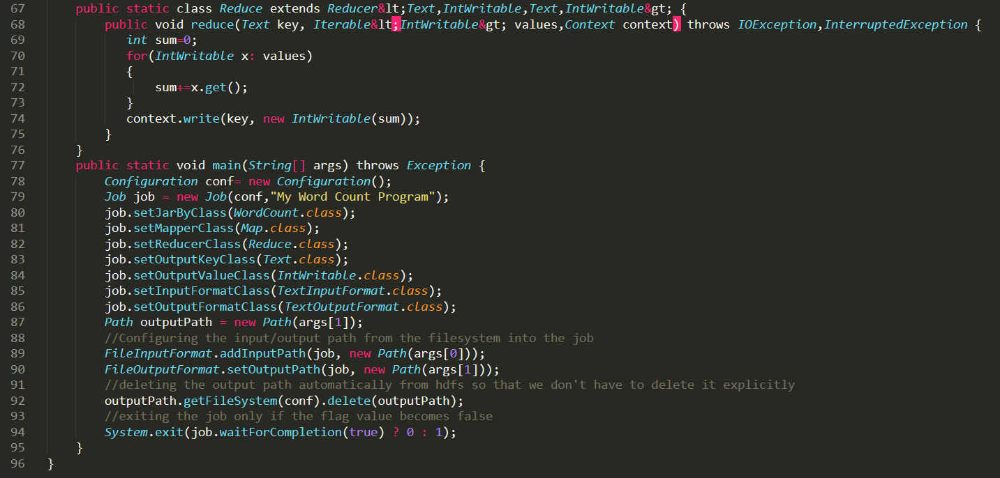 67 public static class Reduce extends Reducer&lt;Text,IntWritable,Text,IntWritable&gt; {
68 public void reduce(Text key, Iterable&lt;IntWritable&gt; values,Context context) throws IOException,InterruptedException {
69 int sum=0;
70 for(IntWritable x: values)
71 {
72 sum+=x.get();
73 }
74 context.write(key, new IntWritable(sum));
75 }
76 }
77 public static void main(String[] args) throws Exception {
78 Configuration conf= new Configuration();
79 Job job = new Job(conf,"My Word Count Program");
80 job.setJarByClass(WordCount.class);
81 job.setMapperClass(Map.class);
82 job.setReducerClass(Reduce.class);
83 job.setOutputKeyClass(Text.class);
84 job.setOutputValueClass(IntWritable.class);
85 job.setInputFormatClass(TextInputFormat.class);
86 job.setOutputFormatClass(TextOutputFormat.class);
87 Path outputPath = new Path(args[1]);
88 //Configuring the input/output path from the filesystem into the job
89 FileInputFormat.addInputPath(job, new Path(args[0]));
90 FileOutputFormat.setOutputPath(job, new Path(args[1]));
91 //deleting the output path automatically from hdfs so that we don't have to delete it explicitly
92 outputPath.getFileSystem(conf).delete(outputPath);
93 //exiting the job only if the flag value becomes false
94 System.exit(job.waitForCompletion(true) ? 0 : 1);
95 }
96 }